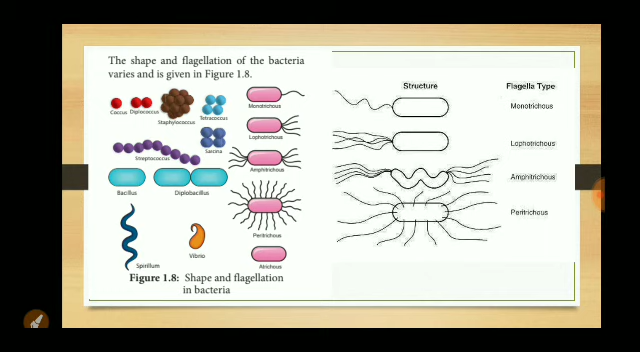 The shape and flagellation of the bacteria
varies and is given in Figure 1.8.
Coccus
Diplococcus
Staphylococcus
Tetracoccus
Streptococcus
Sarcina
Bacillus
Diplobacillus
Spirillum
Vibrio
Monotrichous
Lophotrichous
Amphitrichous
Peritrichous
Atrichous
Figure 1.8: Shape and flagellation
in bacteria
Structure
Flagella Type
Monotrichous
Lophotrichous
Amphitrichous
Peritrichous